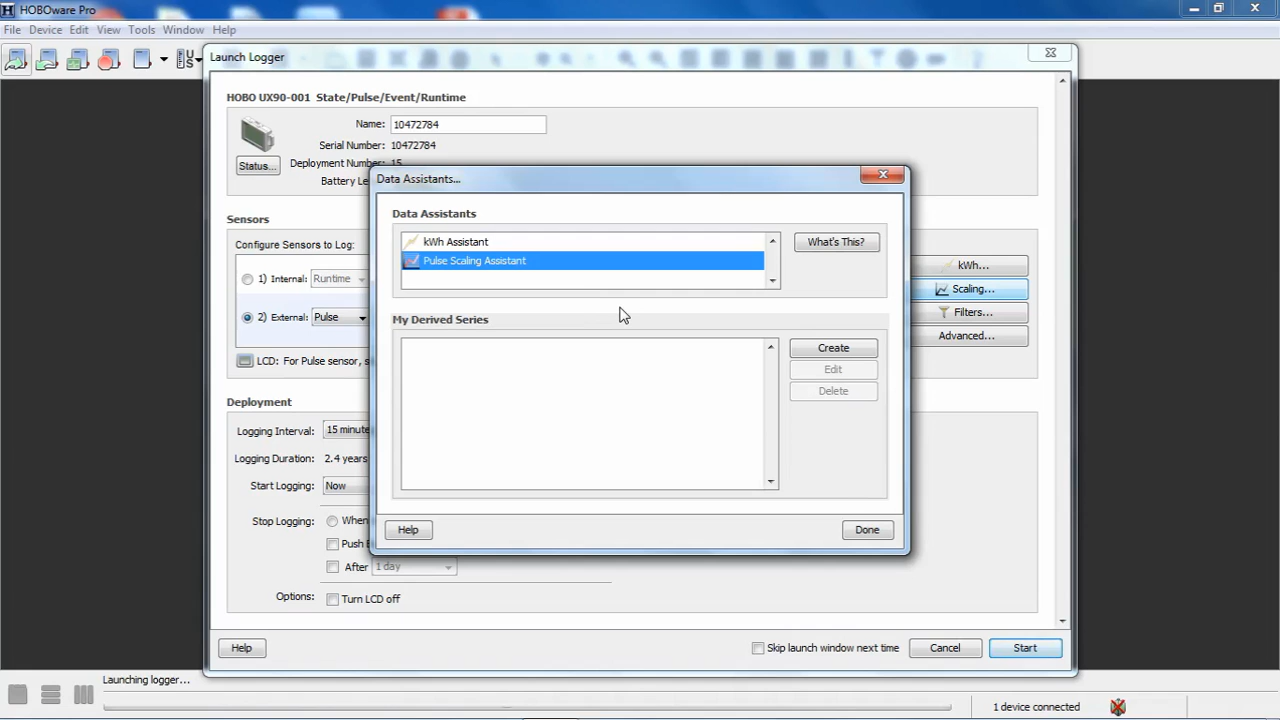 HOBOware Pro
File Device Edit View Tools Window Help
Launch Logger
HOBO UX90-001 State/Pulse/Event/Runtime
Name: 10472784
Serial Number: 10472784
Status...
Deployment Number: 15
Battery Le
Data Assistants...
Data Assistants
kWh Assistant
What's This?
Pulse Scaling Assistant
Sensors
Configure Sensors to Log:
1) Internal: Runtime
2) External: Pulse
LCD: For Pulse sensor, s
kWh...
Scaling...
Filters...
Advanced...
My Derived Series
Create
Edit
Delete
Deployment
Logging Interval: 15 minute
Logging Duration: 2.4 years
Start Logging: Now
Stop Logging: When
Push B
After 1 day
Options: Turn LCD off
Help
Done
Help
Skip launch window next time
Cancel
Start
Launching logger...
1 device connected